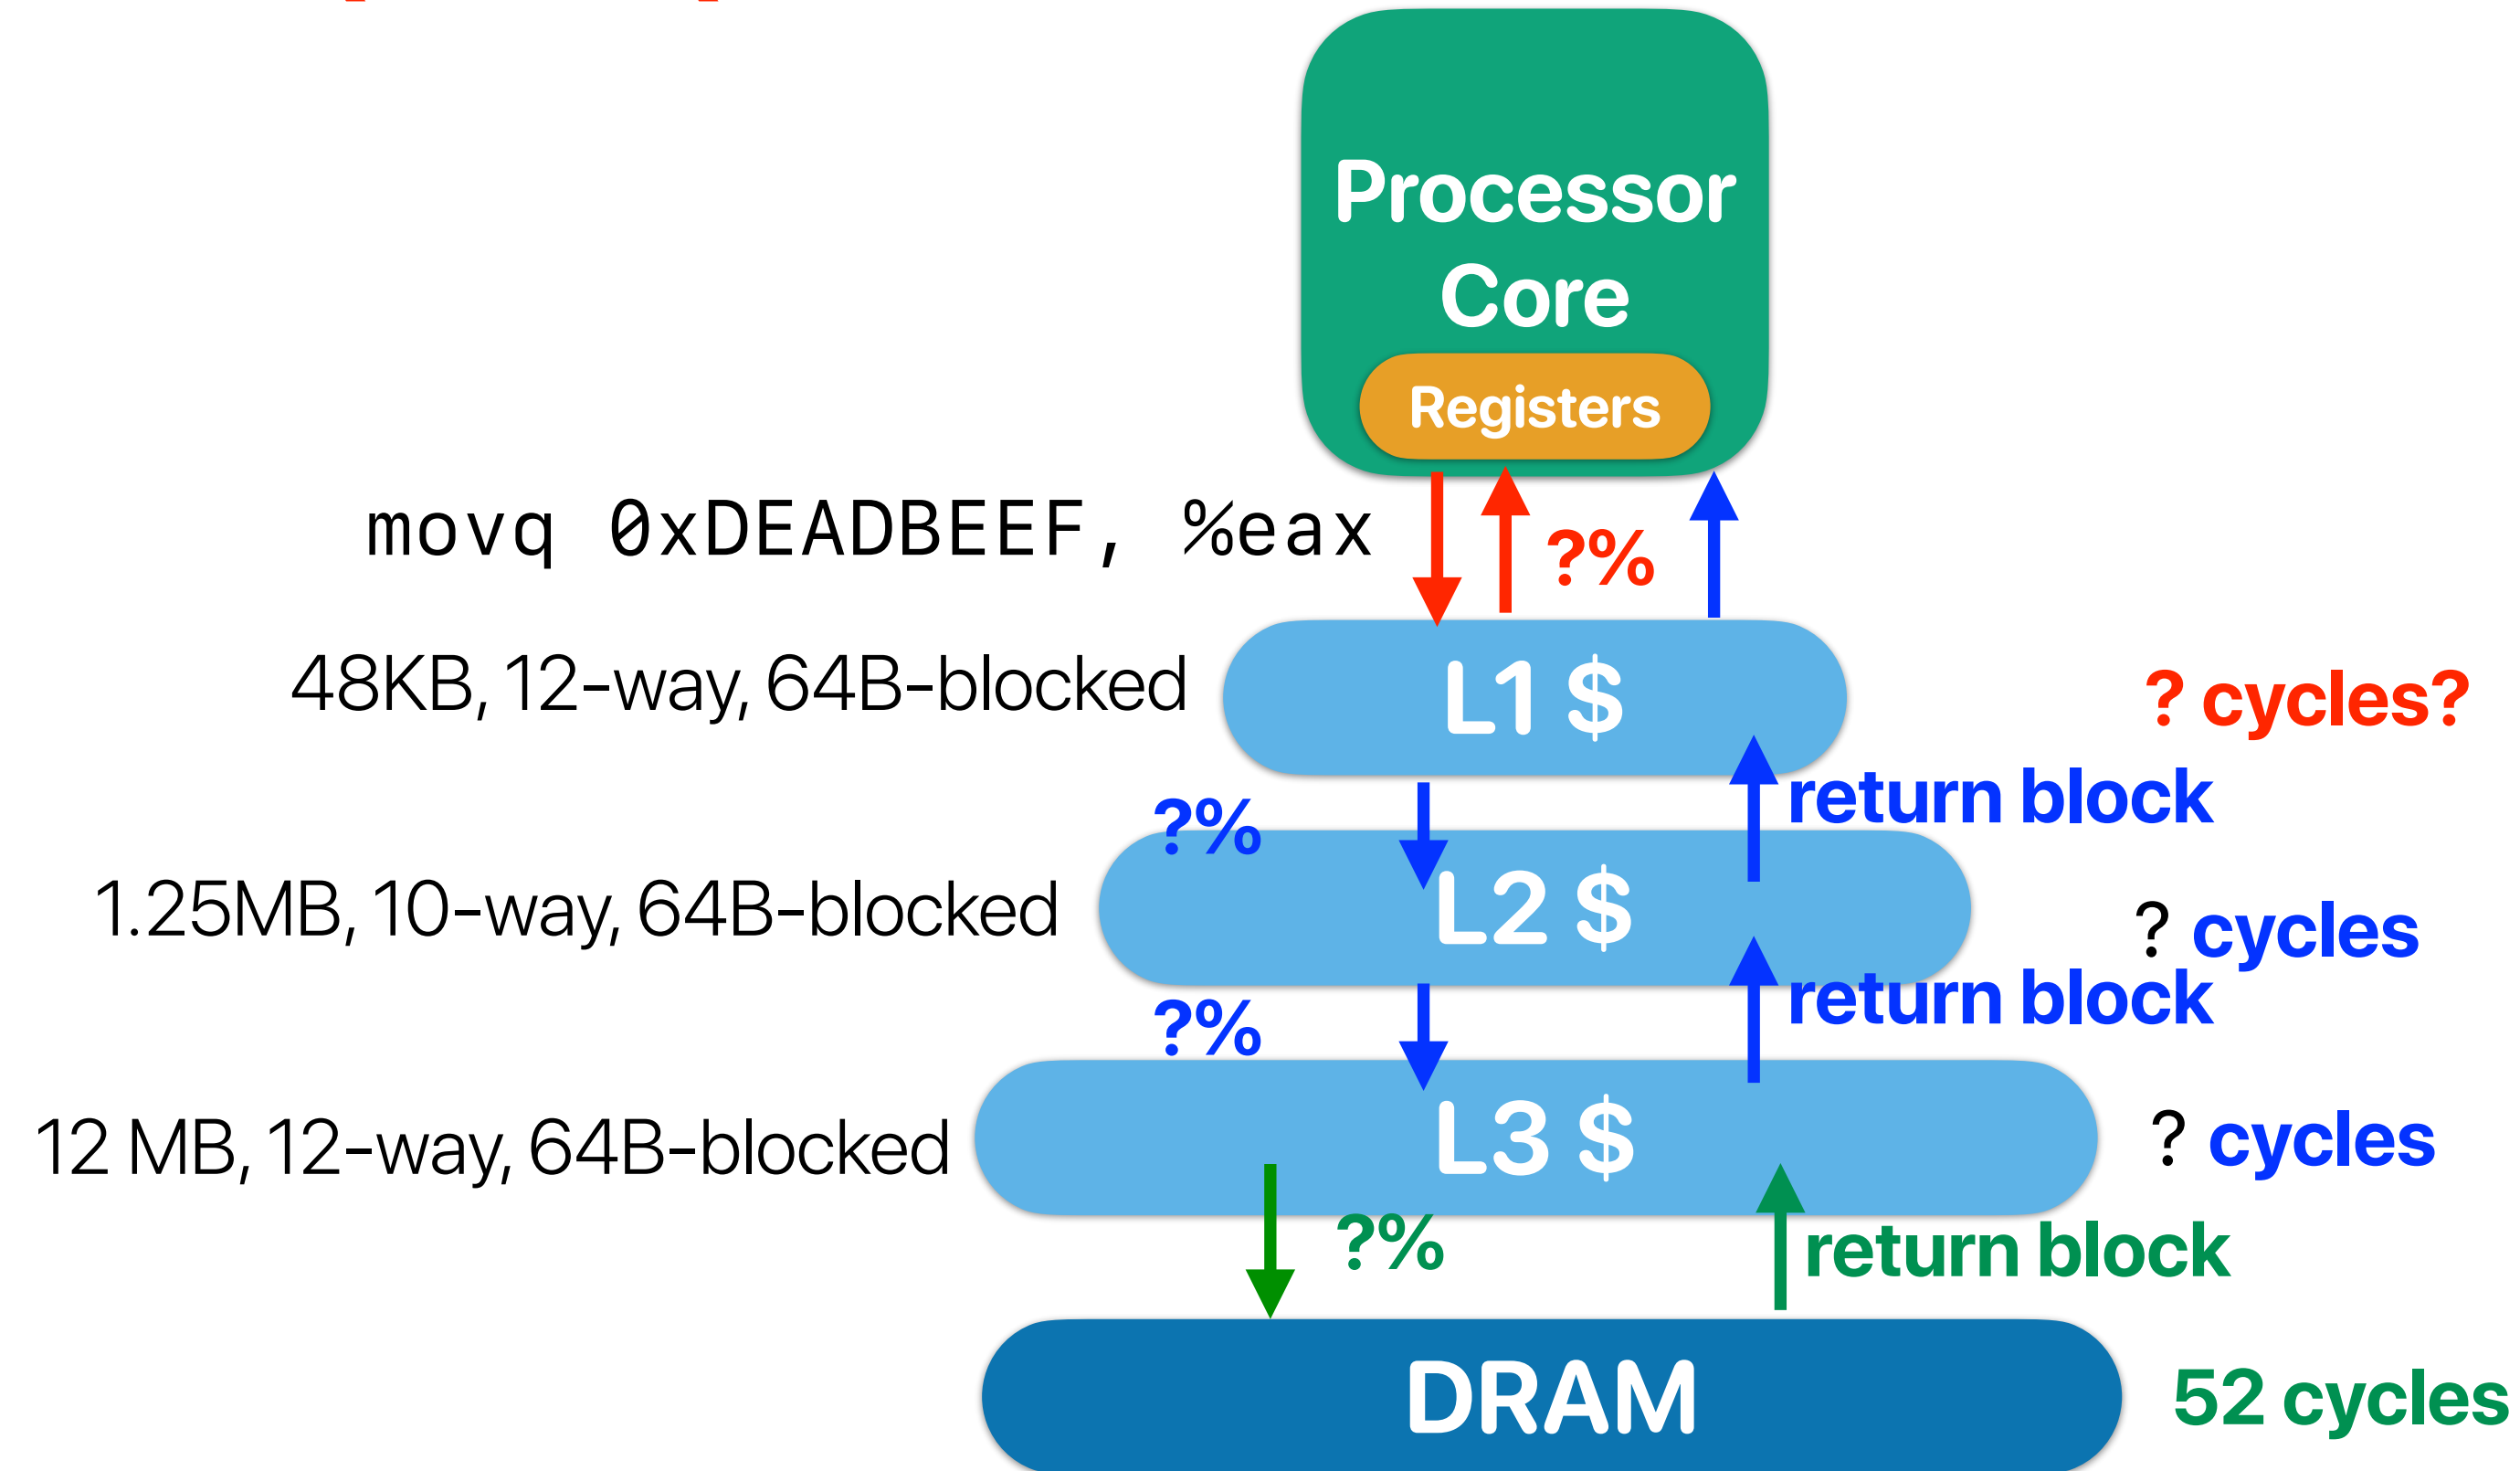 Processor
Core
Registers
movq 0xDEADBEEF, %eax
?%
48KB, 12-way, 64B-blocked
L1 $
? cycles?
?%
return block
1.25MB, 10-way, 64B-blocked
L2 $
? cycles
?%
return block
12 MB, 12-way, 64B-blocked
L3 $
? cycles
?%
return block
DRAM
52 cycles